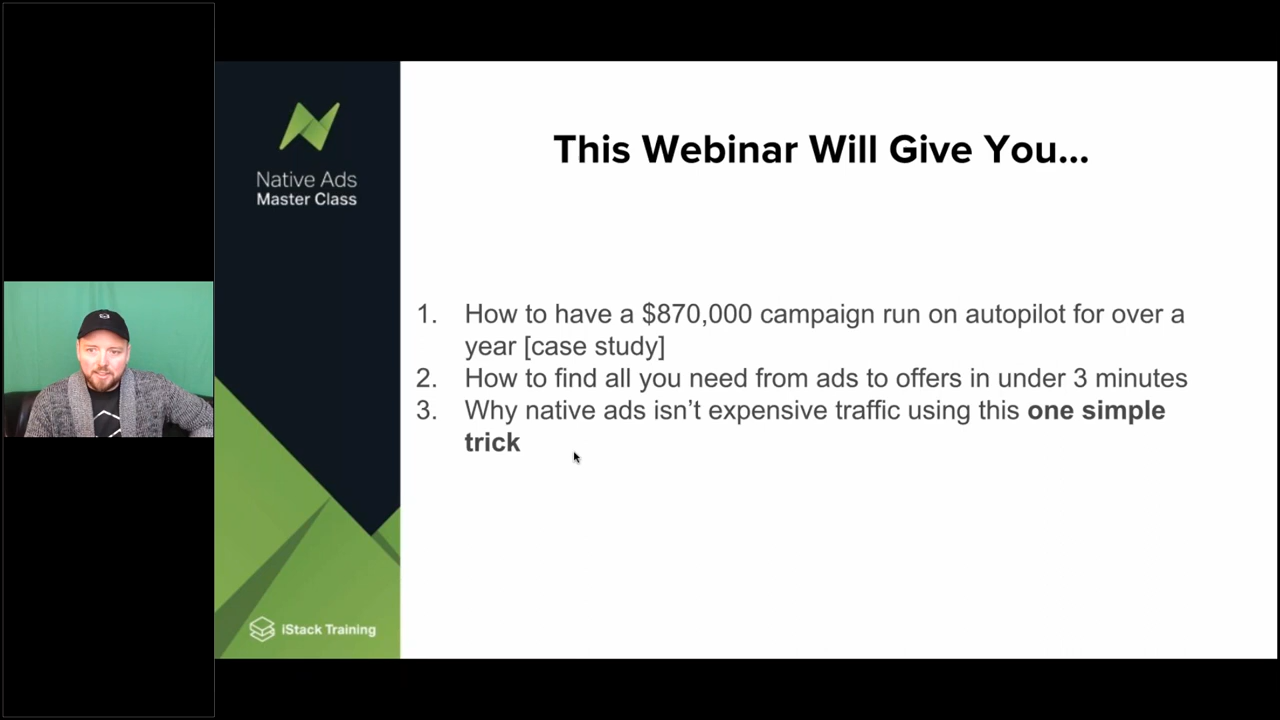 Native Ads
Master Class
This Webinar Will Give You...
1. How to have a $870,000 campaign run on autopilot for over a
year [case study]
2. How to find all you need from ads to offers in under 3 minutes
3. Why native ads isn’t expensive traffic using this one simple
trick
iStack Training